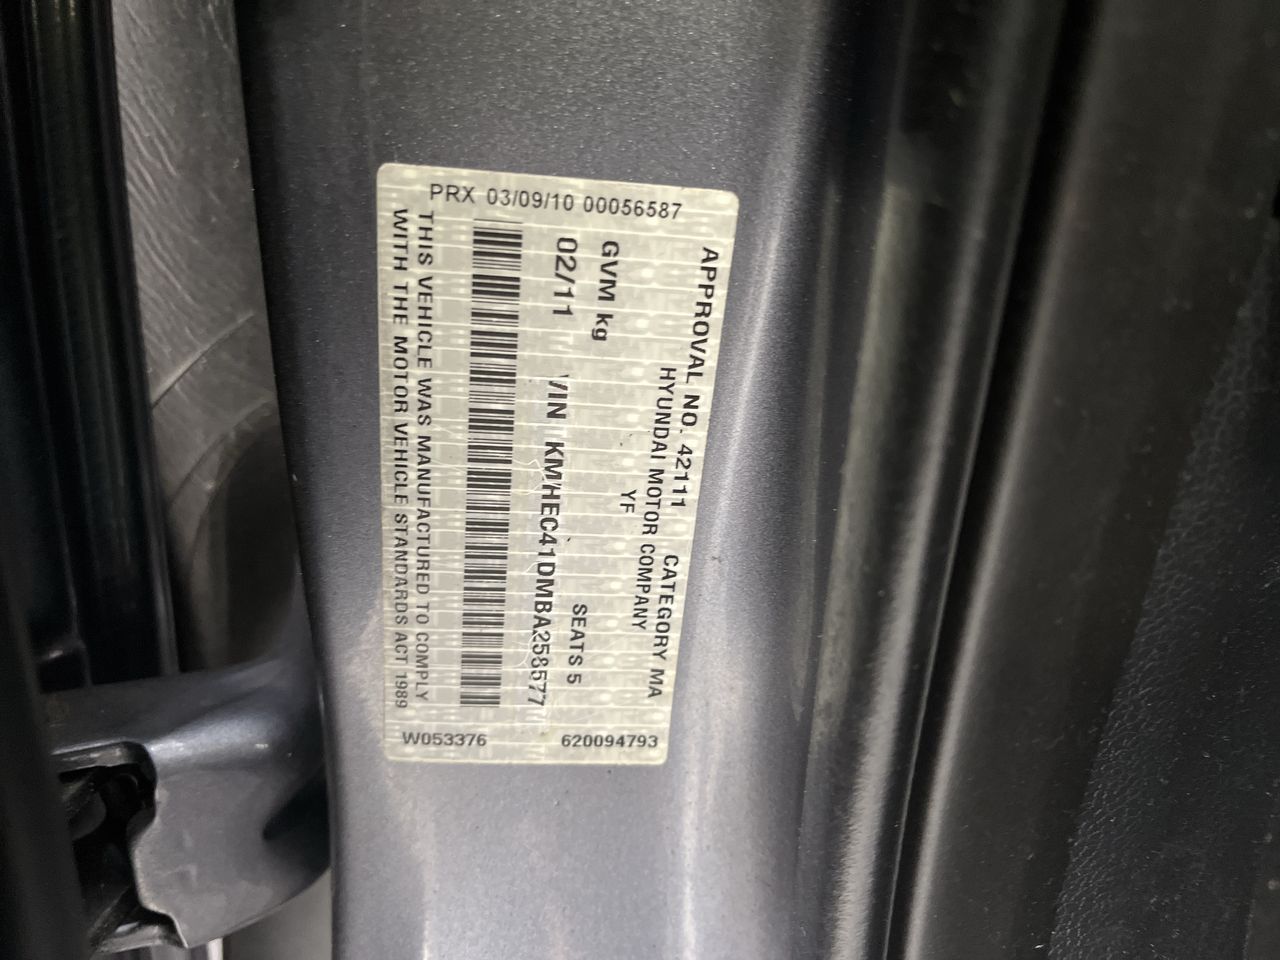 PRX 03/09/10 00056587
APPROVAL NO. 42111 CATEGORY MA
HYUNDAI MOTOR COMPANY
YF
GVM kg SEATS 5
02/11 VIN KMHEC41DMBA258577
THIS VEHICLE WAS MANUFACTURED TO COMPLY
WITH THE MOTOR VEHICLE STANDARDS ACT 1989
W053376 620094793